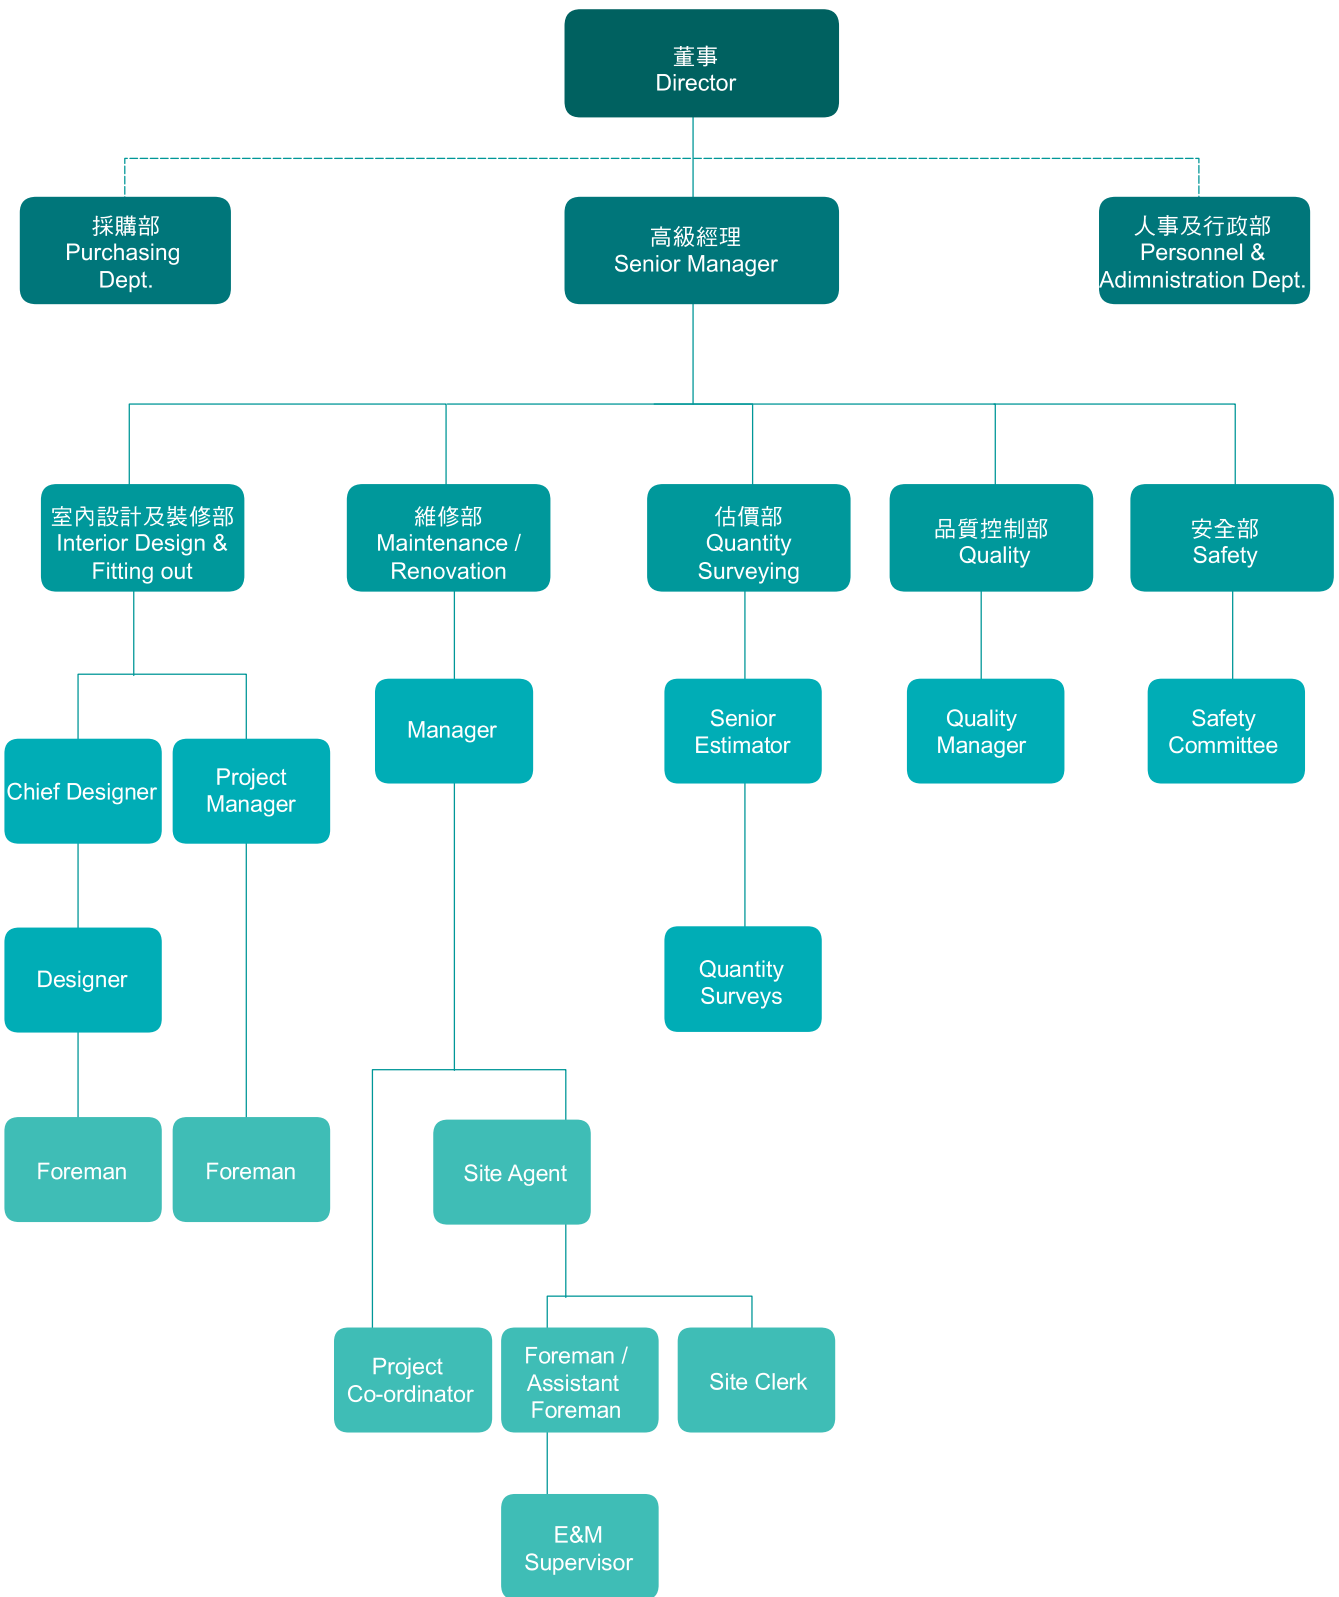 董事
Director
採購部
Purchasing
Dept.
高級經理
Senior Manager
人事及行政部
Personnel &
Adimnistration Dept.
室內設計及裝修部
Interior Design &
Fitting out
維修部
Maintenance /
Renovation
估價部
Quantity
Surveying
品質控制部
Quality
安全部
Safety
Chief Designer
Project
Manager
Manager
Senior
Estimator
Quality
Manager
Safety
Committee
Designer
Quantity
Surveys
Foreman
Foreman
Site Agent
Project
Co-ordinator
Foreman /
Assistant
Foreman
Site Clerk
E&M
Supervisor